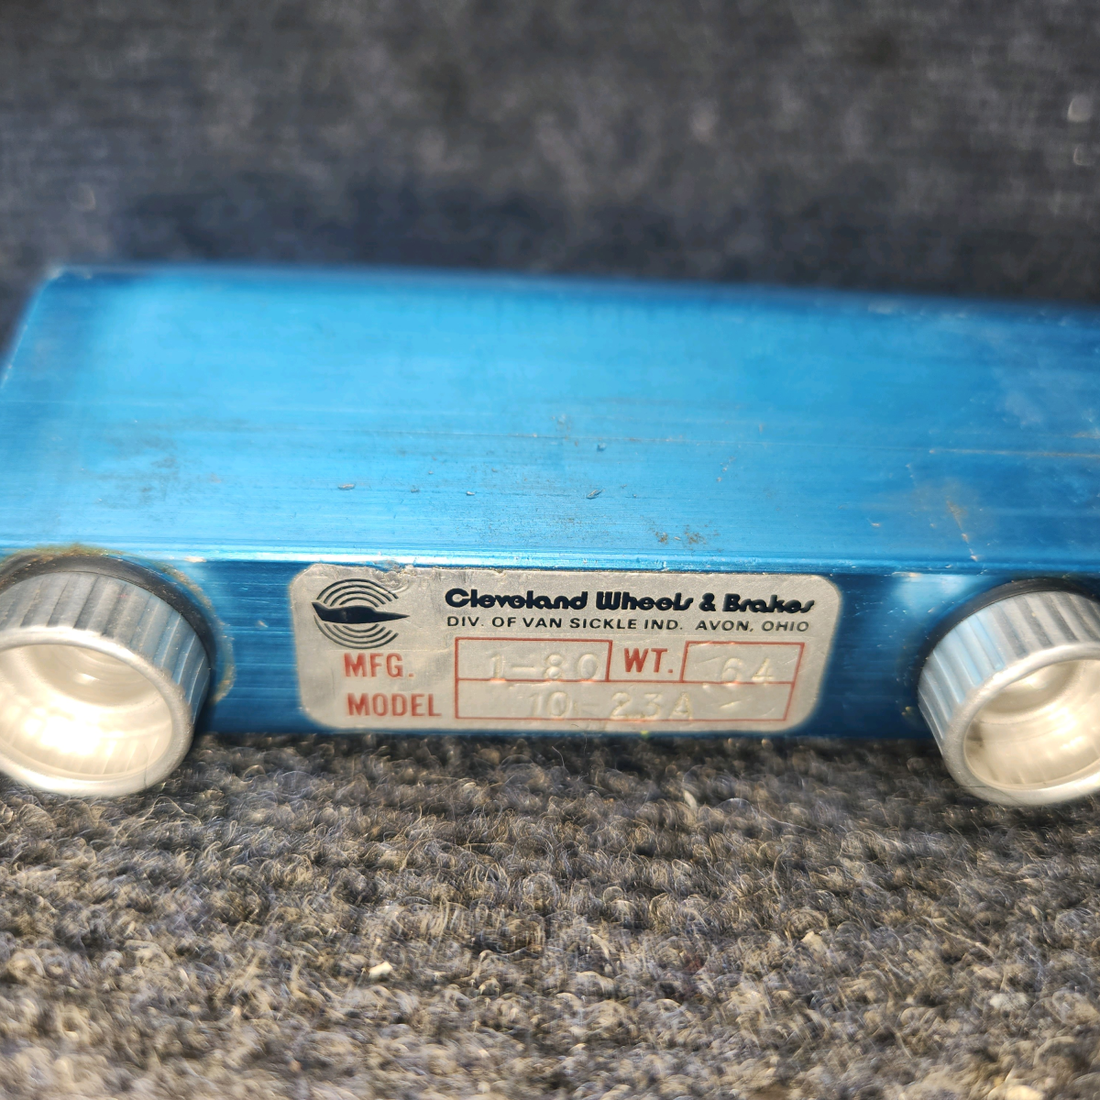 Cleveland Wheels & Brakes
DIV. OF VAN SICKLE IND. AVON, OHIO
MFG. 1-80 WT. .64
MODEL 10-23A